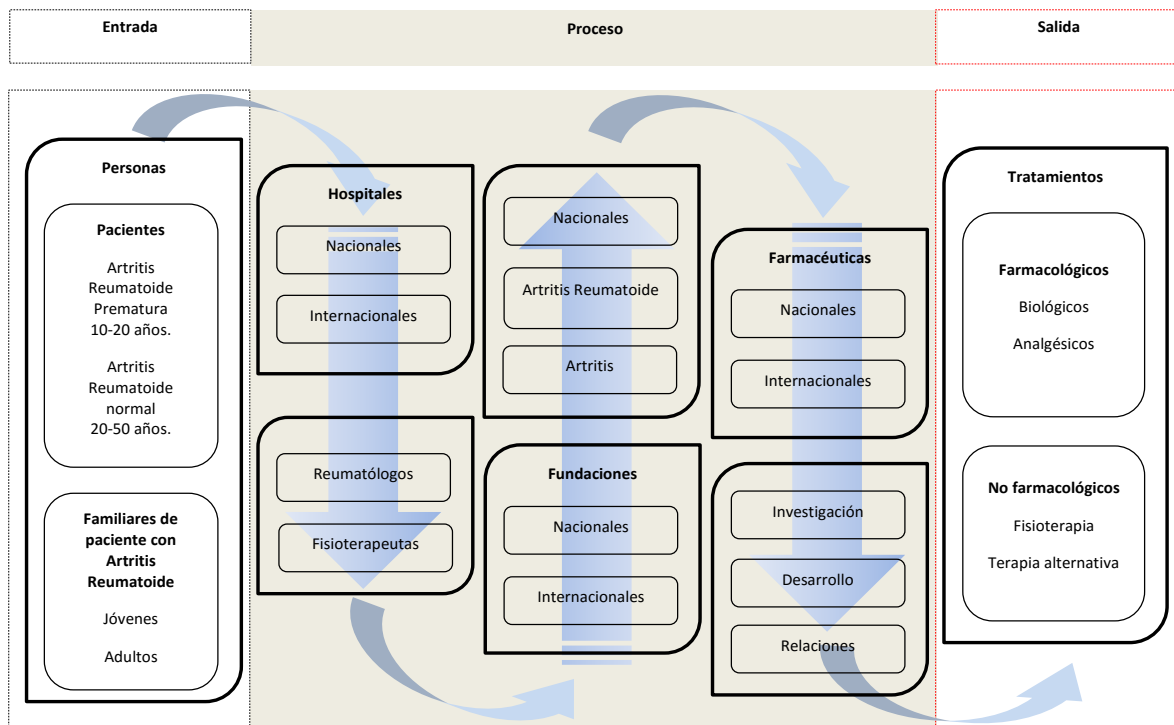 Entrada
Proceso
Salida
Personas
Pacientes
Artritis
Reumatoide
Prematura
10-20 años.
Artritis
Reumatoide
normal
20-50 años.
Familiares de
paciente con
Artritis
Reumatoide
Jóvenes
Adultos
Hospitales
Nacionales
Internacionales
Reumatólogos
Fisioterapeutas
Nacionales
Artritis Reumatoide
Artritis
Fundaciones
Nacionales
Internacionales
Farmacéuticas
Nacionales
Internacionales
Investigación
Desarrollo
Relaciones
Tratamientos
Farmacológicos
Biológicos
Analgésicos
No farmacológicos
Fisioterapia
Terapia alternativa